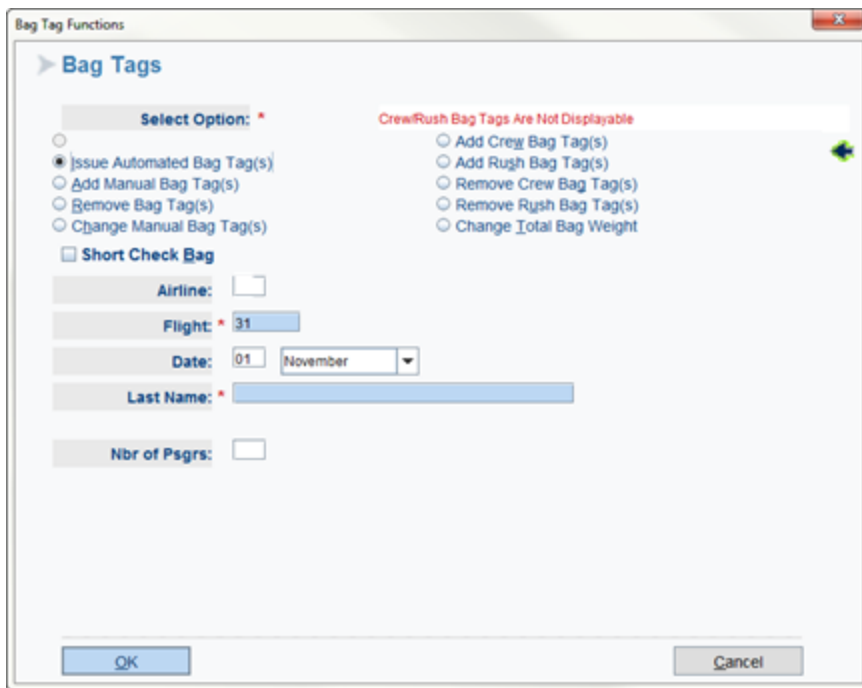 Bag Tag Functions
Bag Tags
Select Option: *
Crew/Rush Bag Tags Are Not Displayable
Issue Automated Bag Tag(s)
Add Manual Bag Tag(s)
Remove Bag Tag(s)
Change Manual Bag Tag(s)
Add Crew Bag Tag(s)
Add Rush Bag Tag(s)
Remove Crew Bag Tag(s)
Remove Rush Bag Tag(s)
Change Total Bag Weight
Short Check Bag
Airline:
Flight: * 31
Date: 01 November
Last Name: *
Nbr of Psgrs:
OK Cancel